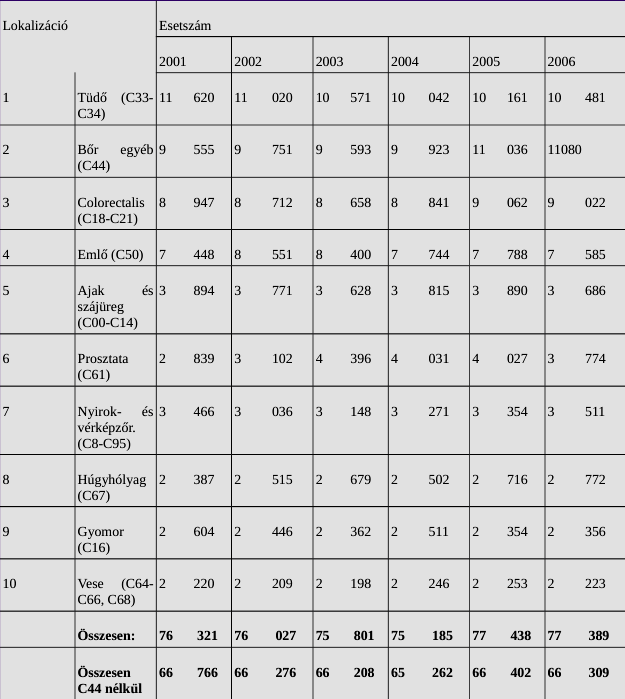 Lokalizáció Esetszám
2001 2002 2003 2004 2005 2006
1 Tüdő (C33- 11 620 11 020 10 571 10 042 10 161 10 481
C34)
2 Bőr egyéb 9 555 9 751 9 593 9 923 11 036 11080
(C44)
3 Colorectalis 8 947 8 712 8 658 8 841 9 062 9 022
(C18-C21)
4 Emlő (C50) 7 448 8 551 8 400 7 744 7 788 7 585
5 Ajak és 3 894 3 771 3 628 3 815 3 890 3 686
szájüreg
(C00-C14)
6 Prosztata 2 839 3 102 4 396 4 031 4 027 3 774
(C61)
7 Nyirok- és 3 466 3 036 3 148 3 271 3 354 3 511
vérképzőr.
(C8-C95)
8 Húgyhólyag 2 387 2 515 2 679 2 502 2 716 2 772
(C67)
9 Gyomor 2 604 2 446 2 362 2 511 2 354 2 356
(C16)
10 Vese (C64- 2 220 2 209 2 198 2 246 2 253 2 223
C66, C68)
Összesen: 76 321 76 027 75 801 75 185 77 438 77 389
Összesen 66 766 66 276 66 208 65 262 66 402 66 309
C44 nélkül